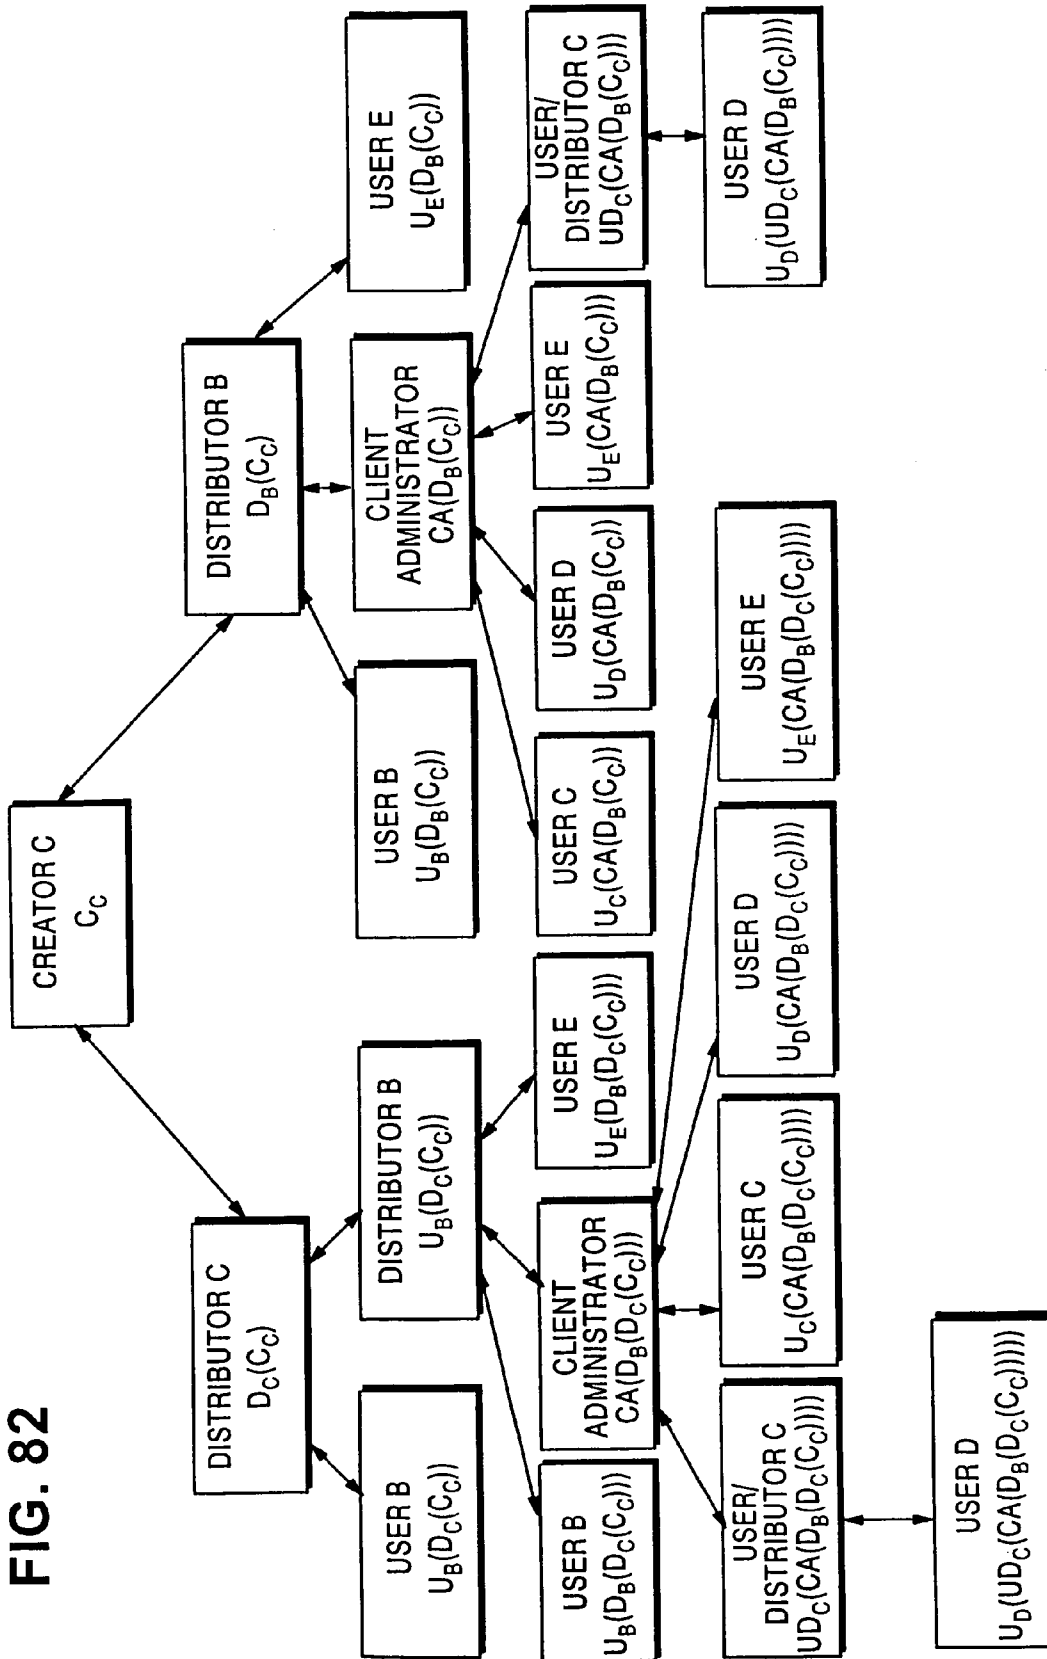 FIG. 82
CREATOR C
C_C
DISTRIBUTOR C
D_C(C_C)
DISTRIBUTOR B
D_B(C_C)
USER B
U_B(D_C(C_C))
DISTRIBUTOR B
U_B(D_C(C_C))
USER B
U_B(D_B(C_C))
CLIENT
ADMINISTRATOR
CA(D_B(C_C))
USER E
U_E(D_B(C_C))
USER B
U_B(D_B(D_C(C_C)))
CLIENT
ADMINISTRATOR
CA(D_B(D_C(C_C)))
USER E
U_E(D_B(D_C(C_C)))
USER C
U_C(CA(D_B(C_C))
USER D
U_D(CA(D_B(C_C))
USER E
U_E(CA(D_B(C_C)))
USER/
DISTRIBUTOR C
UD_C(CA(D_B(C_C)))
USER/
DISTRIBUTOR C
UD_C(CA(D_B(D_C(C_C))))
USER C
U_C(CA(D_B(D_C(C_C))))
USER D
U_D(CA(D_B(D_C(C_C))))
USER E
U_E(CA(D_B(D_C(C_C))))
USER D
U_D(UD_C(CA(D_B(C_C))))
USER D
U_D(UD_C(CA(D_B(D_C(C_C)))))